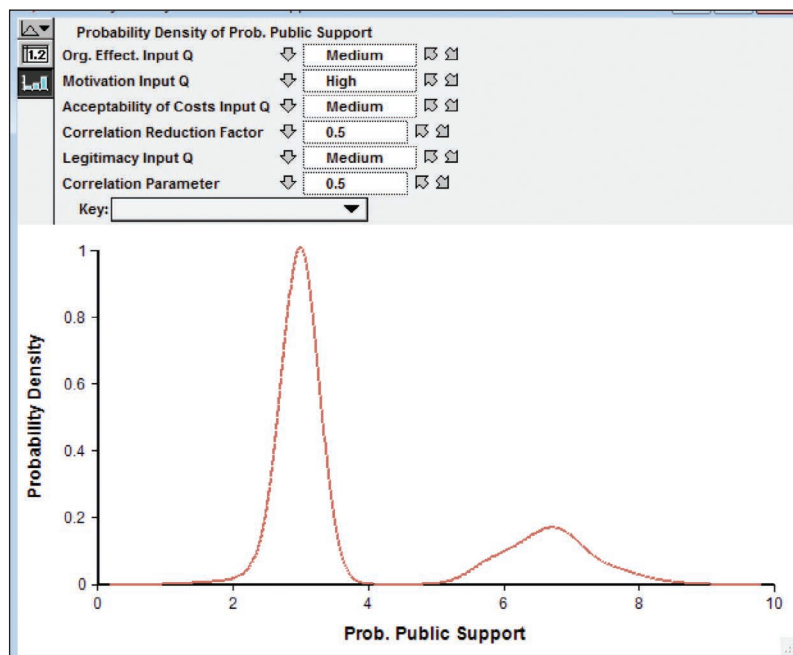 Probability Density of Prob. Public Support
1.2
Org. Effect. Input Q Medium
Motivation Input Q High
Acceptability of Costs Input Q Medium
Correlation Reduction Factor 0.5
Legitimacy Input Q Medium
Correlation Parameter 0.5
Key:
1
0.8
0.6
0.4
0.2
0
Probability Density
0 2 4 6 8 10
Prob. Public Support